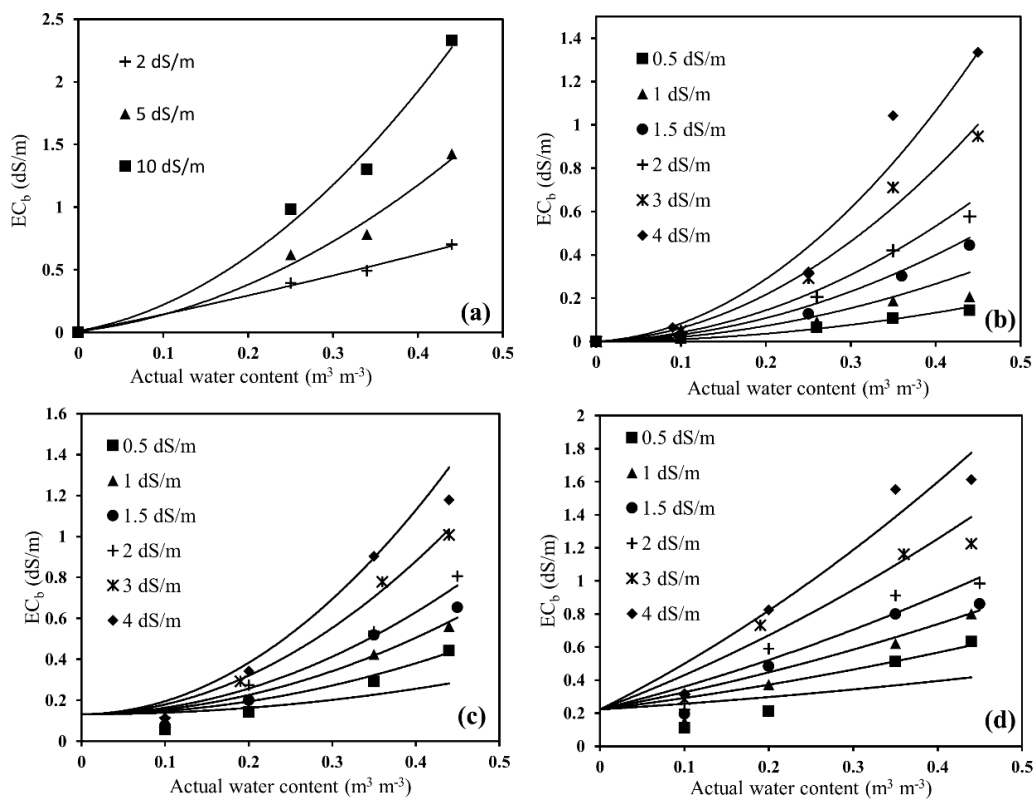 (a)
EC_b (dS/m)
2.5
2
1.5
1
0.5
0
2 dS/m
5 dS/m
10 dS/m
0 0.1 0.2 0.3 0.4 0.5
Actual water content (m³ m⁻³)
(b)
EC_b (dS/m)
1.4
1.2
1
0.8
0.6
0.4
0.2
0
0.5 dS/m
1 dS/m
1.5 dS/m
2 dS/m
3 dS/m
4 dS/m
0 0.1 0.2 0.3 0.4 0.5
Actual water content (m³ m⁻³)
(c)
EC_b (dS/m)
1.6
1.4
1.2
1
0.8
0.6
0.4
0.2
0
0.5 dS/m
1 dS/m
1.5 dS/m
2 dS/m
3 dS/m
4 dS/m
0 0.1 0.2 0.3 0.4 0.5
Actual water content (m³ m⁻³)
(d)
EC_b (dS/m)
2
1.8
1.6
1.4
1.2
1
0.8
0.6
0.4
0.2
0
0.5 dS/m
1 dS/m
1.5 dS/m
2 dS/m
3 dS/m
4 dS/m
0 0.1 0.2 0.3 0.4 0.5
Actual water content (m³ m⁻³)